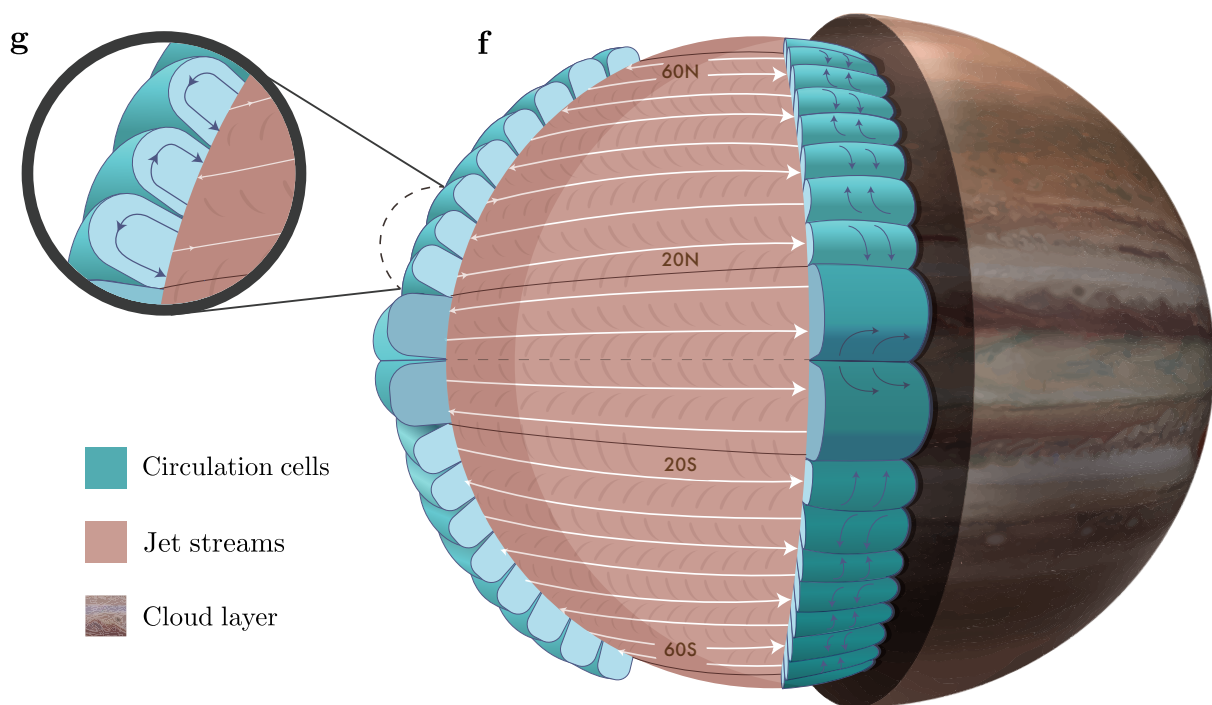 g
f
60N
20N
20S
60S
Circulation cells
Jet streams
Cloud layer